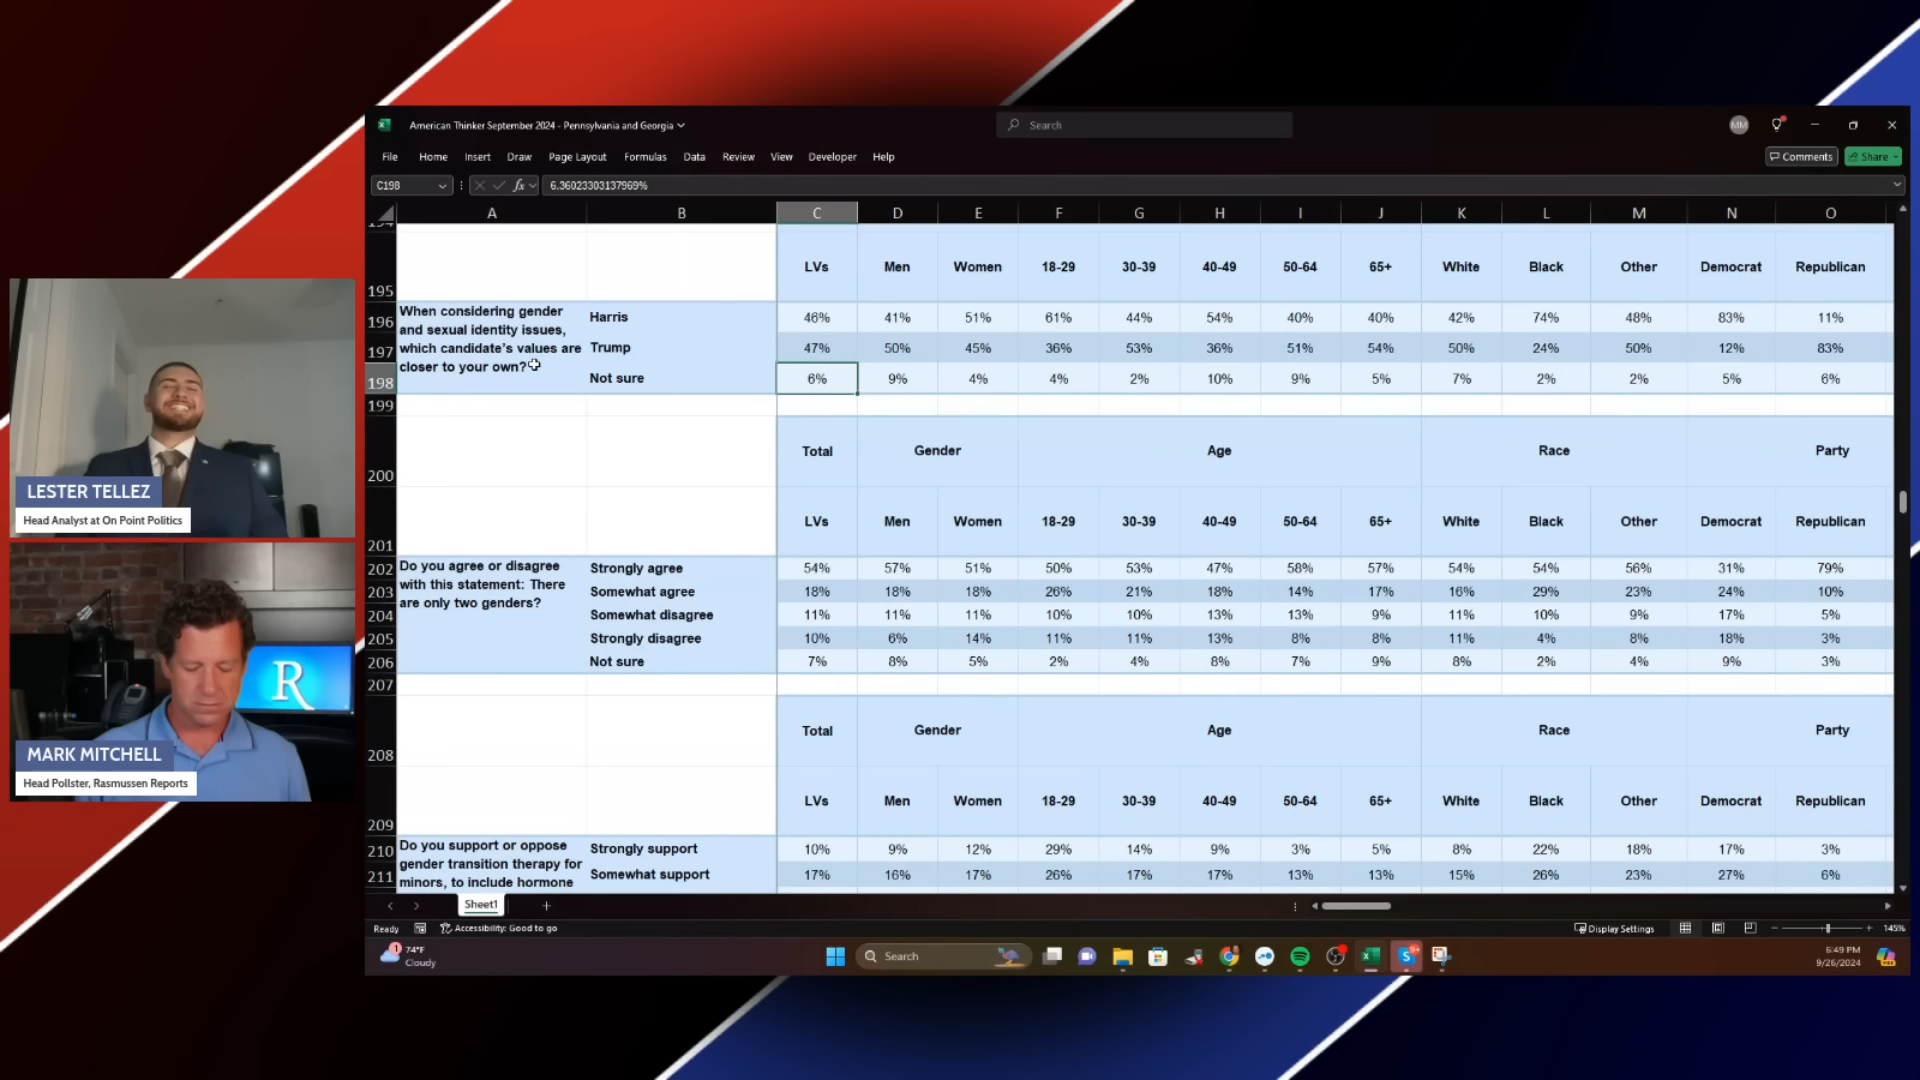 American Thinker September 2024 - Pennsylvania and Georgia
Search
MM
File Home Insert Draw Page Layout Formulas Data Review View Developer Help
Comments Share
C198 fx 6.36023303137969%
A B C D E F G H I J K L M N O
195 LVs Men Women 18-29 30-39 40-49 50-64 65+ White Black Other Democrat Republican
When considering gender and sexual identity issues, which candidate's values are closer to your own?
196 Harris 46% 41% 51% 61% 44% 54% 40% 40% 42% 74% 48% 83% 11%
197 Trump 47% 50% 45% 36% 53% 36% 51% 54% 50% 24% 50% 12% 83%
198 Not sure 6% 9% 4% 4% 2% 10% 9% 5% 7% 2% 2% 5% 6%
199
200 Total Gender Age Race Party
201 LVs Men Women 18-29 30-39 40-49 50-64 65+ White Black Other Democrat Republican
Do you agree or disagree with this statement: There are only two genders?
202 Strongly agree 54% 57% 51% 50% 53% 47% 58% 57% 54% 54% 56% 31% 79%
203 Somewhat agree 18% 18% 18% 26% 21% 18% 14% 17% 16% 29% 23% 24% 10%
204 Somewhat disagree 11% 11% 11% 10% 10% 13% 13% 9% 11% 10% 9% 17% 5%
205 Strongly disagree 10% 6% 14% 11% 11% 13% 8% 8% 11% 4% 8% 18% 3%
206 Not sure 7% 8% 5% 2% 4% 8% 7% 9% 8% 2% 4% 9% 3%
207
208 Total Gender Age Race Party
209 LVs Men Women 18-29 30-39 40-49 50-64 65+ White Black Other Democrat Republican
Do you support or oppose gender transition therapy for minors, to include hormone
210 Strongly support 10% 9% 12% 29% 14% 9% 3% 5% 8% 22% 18% 17% 3%
211 Somewhat support 17% 16% 17% 26% 17% 17% 13% 13% 15% 26% 23% 27% 6%
Sheet1
Ready Accessibility: Good to go Display Settings 145%
1 74°F
Cloudy
Search
6:49 PM
9/26/2024
LESTER TELLEZ
Head Analyst at On Point Politics
R
MARK MITCHELL
Head Pollster, Rasmussen Reports